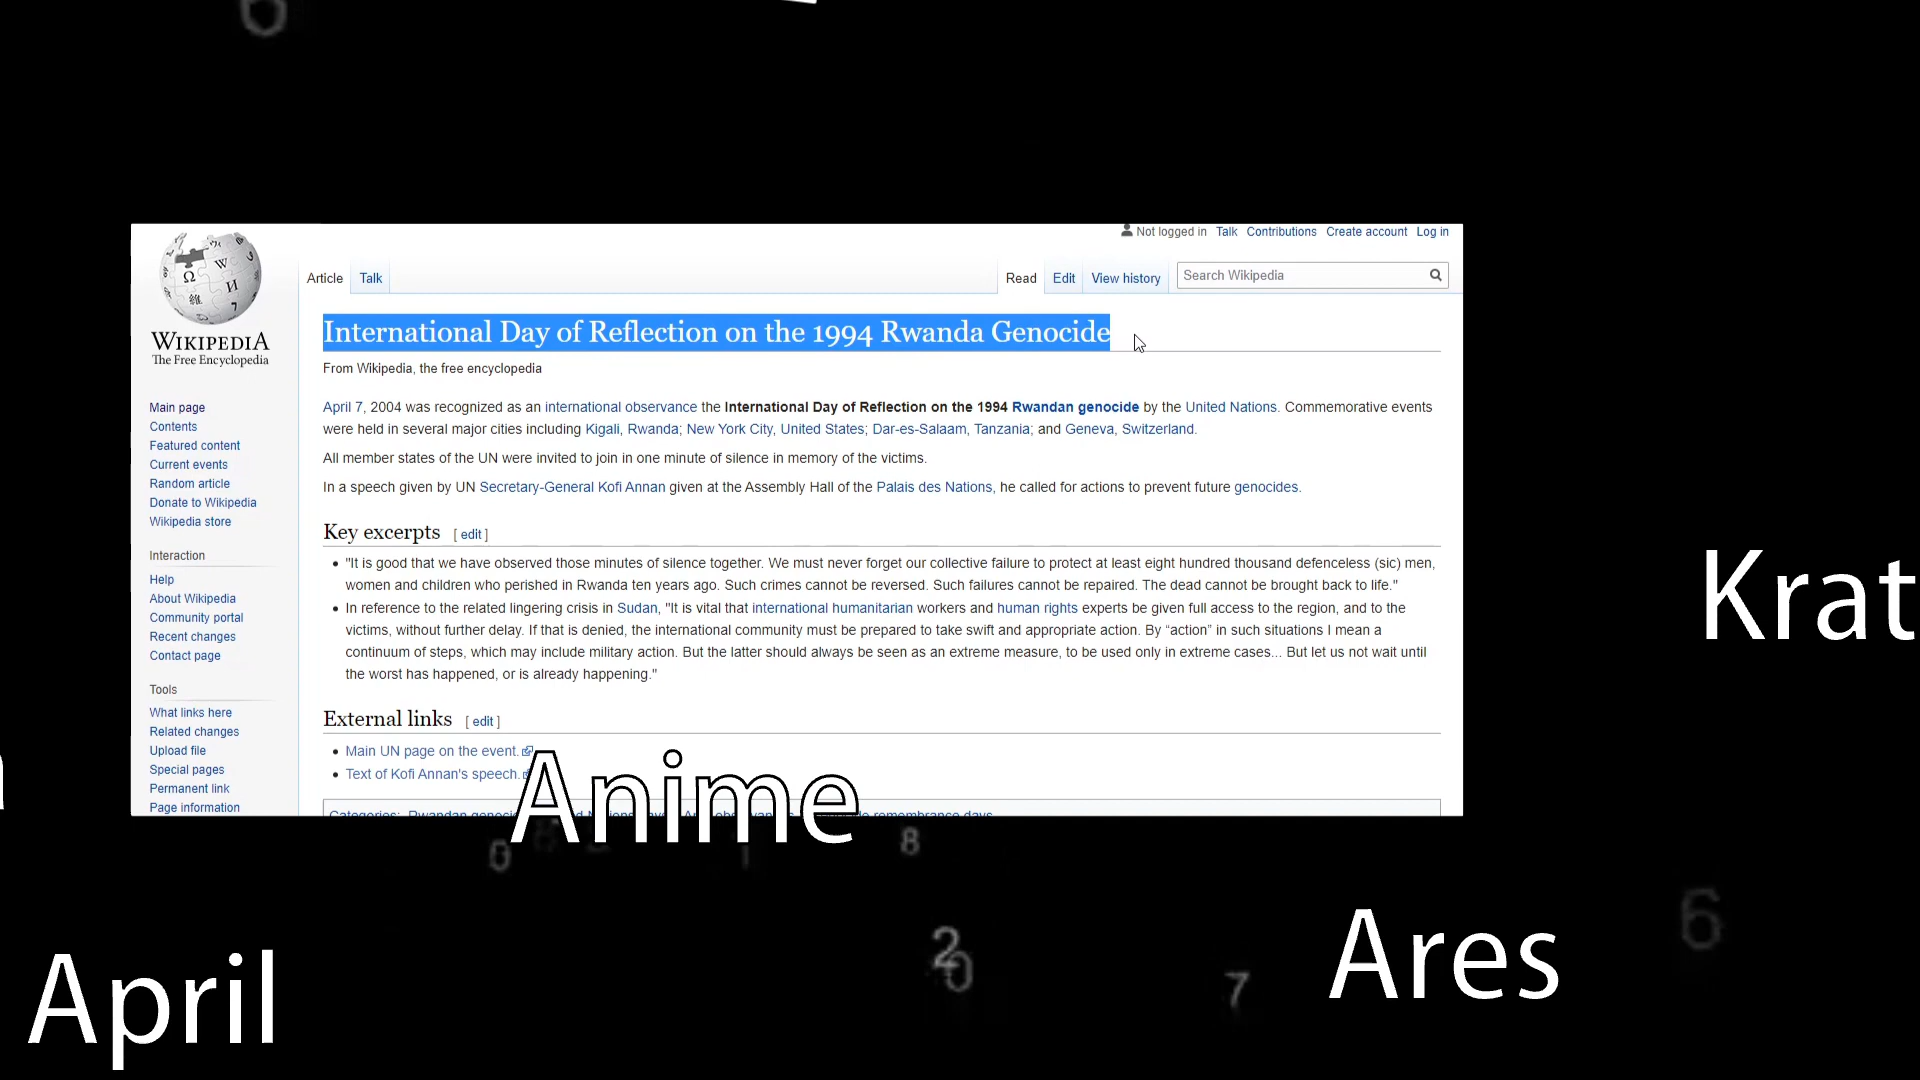 6
Not logged in Talk Contributions Create account Log in
Article Talk Read Edit View history Search Wikipedia
WIKIPEDIA
The Free Encyclopedia
International Day of Reflection on the 1994 Rwanda Genocide
From Wikipedia, the free encyclopedia
April 7, 2004 was recognized as an international observance the International Day of Reflection on the 1994 Rwandan genocide by the United Nations. Commemorative events
were held in several major cities including Kigali, Rwanda; New York City, United States; Dar-es-Salaam, Tanzania; and Geneva, Switzerland.
All member states of the UN were invited to join in one minute of silence in memory of the victims.
In a speech given by UN Secretary-General Kofi Annan given at the Assembly Hall of the Palais des Nations, he called for actions to prevent future genocides.
Key excerpts [ edit ]
"It is good that we have observed those minutes of silence together. We must never forget our collective failure to protect at least eight hundred thousand defenceless (sic) men,
women and children who perished in Rwanda ten years ago. Such crimes cannot be reversed. Such failures cannot be repaired. The dead cannot be brought back to life."
In reference to the related lingering crisis in Sudan, "It is vital that international humanitarian workers and human rights experts be given full access to the region, and to the
victims, without further delay. If that is denied, the international community must be prepared to take swift and appropriate action. By “action” in such situations I mean a
continuum of steps, which may include military action. But the latter should always be seen as an extreme measure, to be used only in extreme cases... But let us not wait until
the worst has happened, or is already happening."
External links [ edit ]
Main UN page on the event.
Text of Kofi Annan's speech.
Categories: Rwandan genocide remembrance days
Main page
Contents
Featured content
Current events
Random article
Donate to Wikipedia
Wikipedia store
Interaction
Help
About Wikipedia
Community portal
Recent changes
Contact page
Tools
What links here
Related changes
Upload file
Special pages
Permanent link
Page information
Krat
Anime
0 8
6
2
0
7
April
Ares